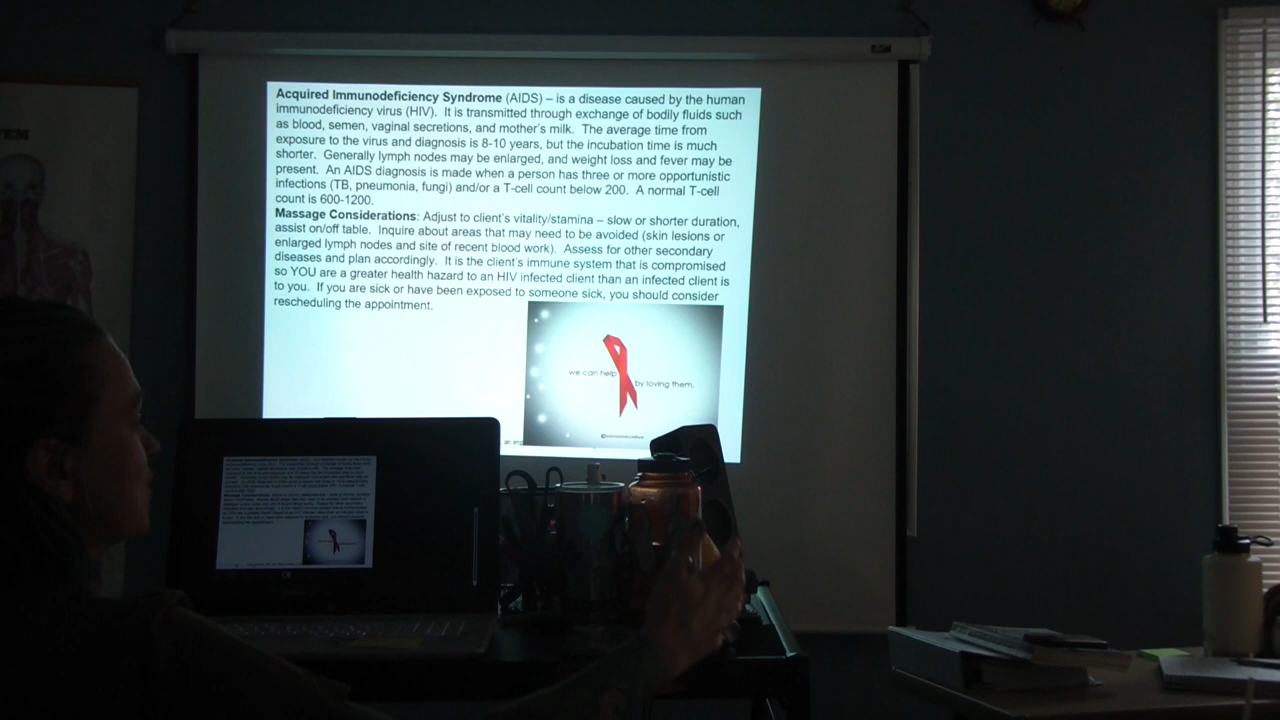 Acquired Immunodeficiency Syndrome (AIDS) – is a disease caused by the human
immunodeficiency virus (HIV).  It is transmitted through exchange of bodily fluids such
as blood, semen, vaginal secretions, and mother's milk.  The average time from
exposure to the virus and diagnosis is 8-10 years, but the incubation time is much
shorter.  Generally lymph nodes may be enlarged, and weight loss and fever may be
present.  An AIDS diagnosis is made when a person has three or more opportunistic
infections (TB, pneumonia, fungi) and/or a T-cell count below 200.  A normal T-cell
count is 600-1200.
Massage Considerations: Adjust to client's vitality/stamina – slow or shorter duration,
assist on/off table.  Inquire about areas that may need to be avoided (skin lesions or
enlarged lymph nodes and site of recent blood work).  Assess for other secondary
diseases and plan accordingly.  It is the client's immune system that is compromised
so YOU are a greater health hazard to an HIV infected client than an infected client is
to you.  If you are sick or have been exposed to someone sick, you should consider
rescheduling the appointment.
we can help
by loving them.
an
TEM